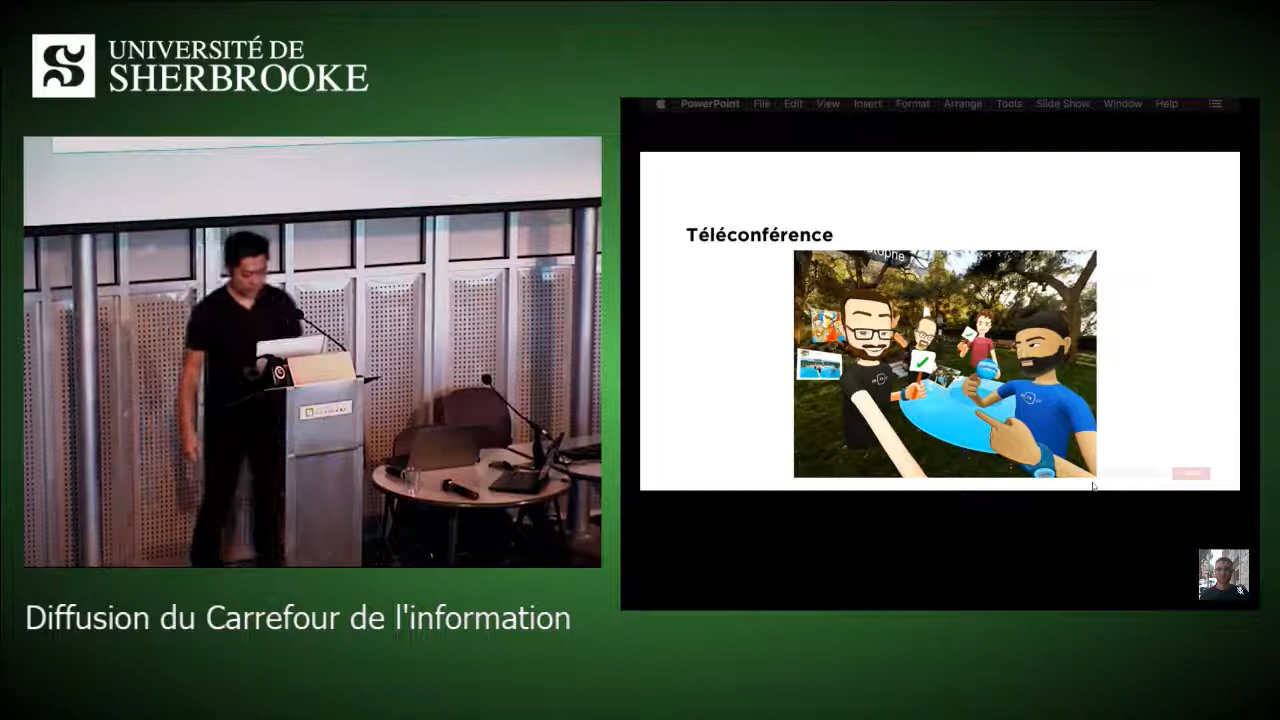 UNIVERSITÉ DE
SHERBROOKE
PowerPoint File Edit View Insert Format Arrange Tools Slide Show Window Help
Téléconférence
Diffusion du Carrefour de l'information